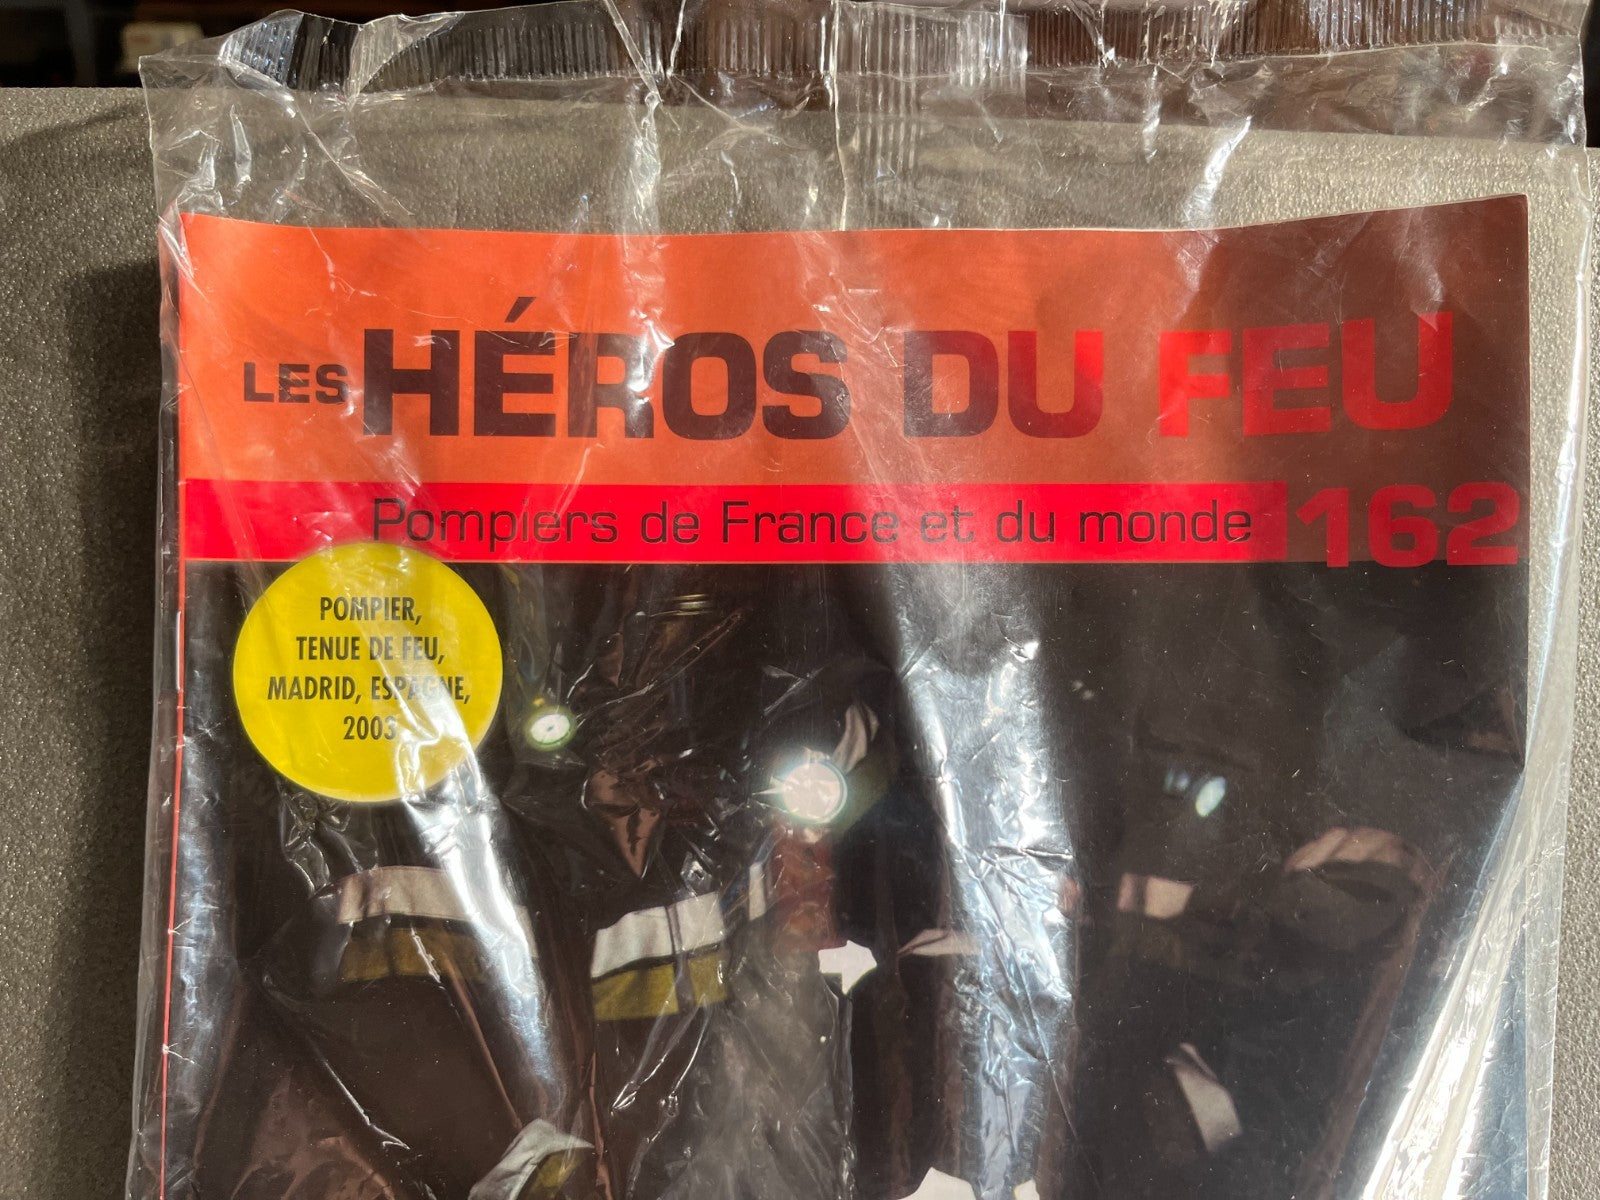 LES HÉROS DU FEU
Pompiers de France et du monde 162
POMPIER,
TENUE DE FEU,
MADRID, ESPAGNE,
2003